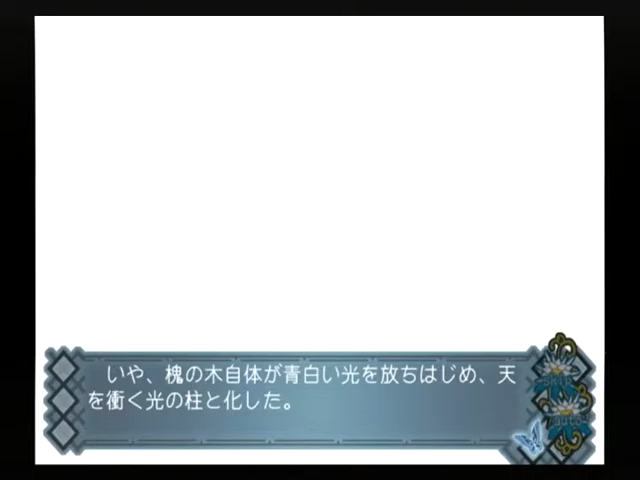 いや、槐の木自体が青白い光を放ちはじめ、天
を衝く光の柱と化した。